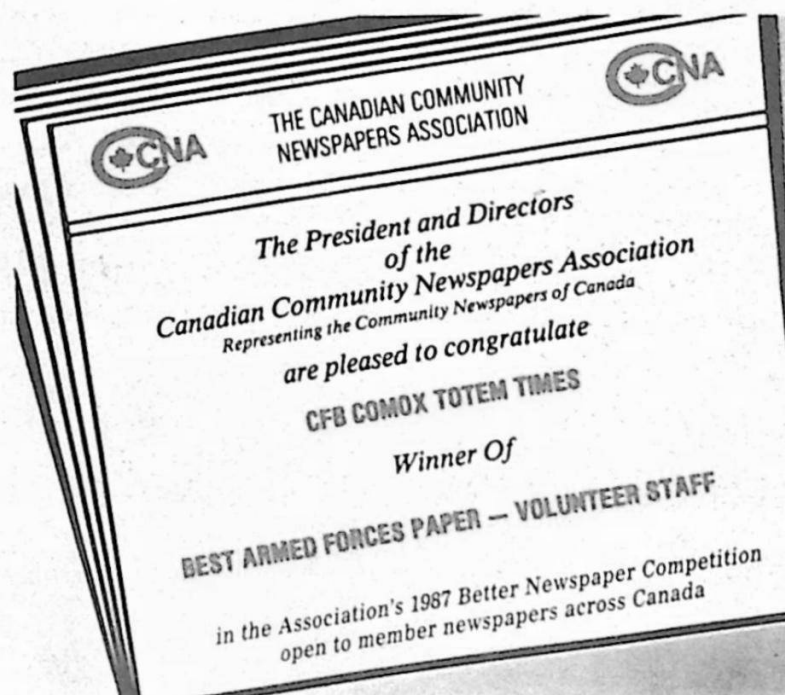 CNA
THE CANADIAN COMMUNITY
NEWSPAPERS ASSOCIATION
CNA
The President and Directors
of the
Canadian Community Newspapers Association
Representing the Community Newspapers of Canada
are pleased to congratulate
CFB COMOX TOTEM TIMES
Winner Of
BEST ARMED FORCES PAPER — VOLUNTEER STAFF
in the Association's 1987 Better Newspaper Competition
open to member newspapers across Canada